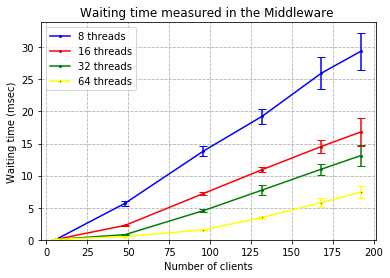 Waiting time measured in the Middleware
8 threads
16 threads
32 threads
64 threads
Waiting time (msec)
30
25
20
15
10
5
0
0
25
50
75
100
125
150
175
200
Number of clients